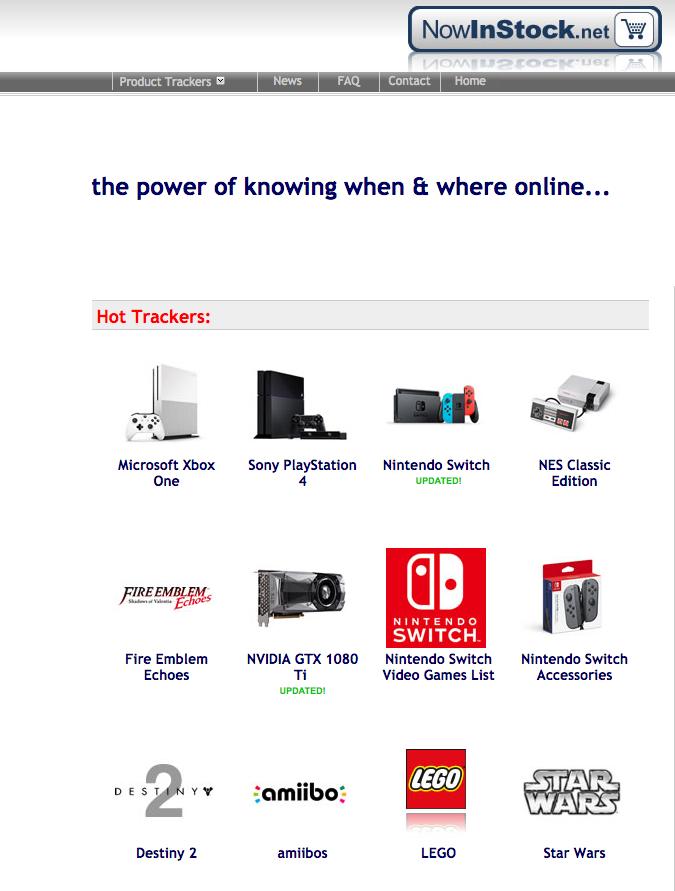 NowInStock.net
Product Trackers
News
FAQ
Contact
Home
the power of knowing when & where online...
Hot Trackers:
Microsoft Xbox
One
Sony PlayStation
4
Nintendo Switch
UPDATED!
NES Classic
Edition
FIRE EMBLEM
Shadows of Valentia
Echoes
Fire Emblem
Echoes
NVIDIA GTX 1080
Ti
UPDATED!
NINTENDO
SWITCH™
Nintendo Switch
Video Games List
Nintendo Switch
Accessories
DESTINY 2
Destiny 2
amiibo
amiibos
LEGO
LEGO
STAR
WARS
Star Wars